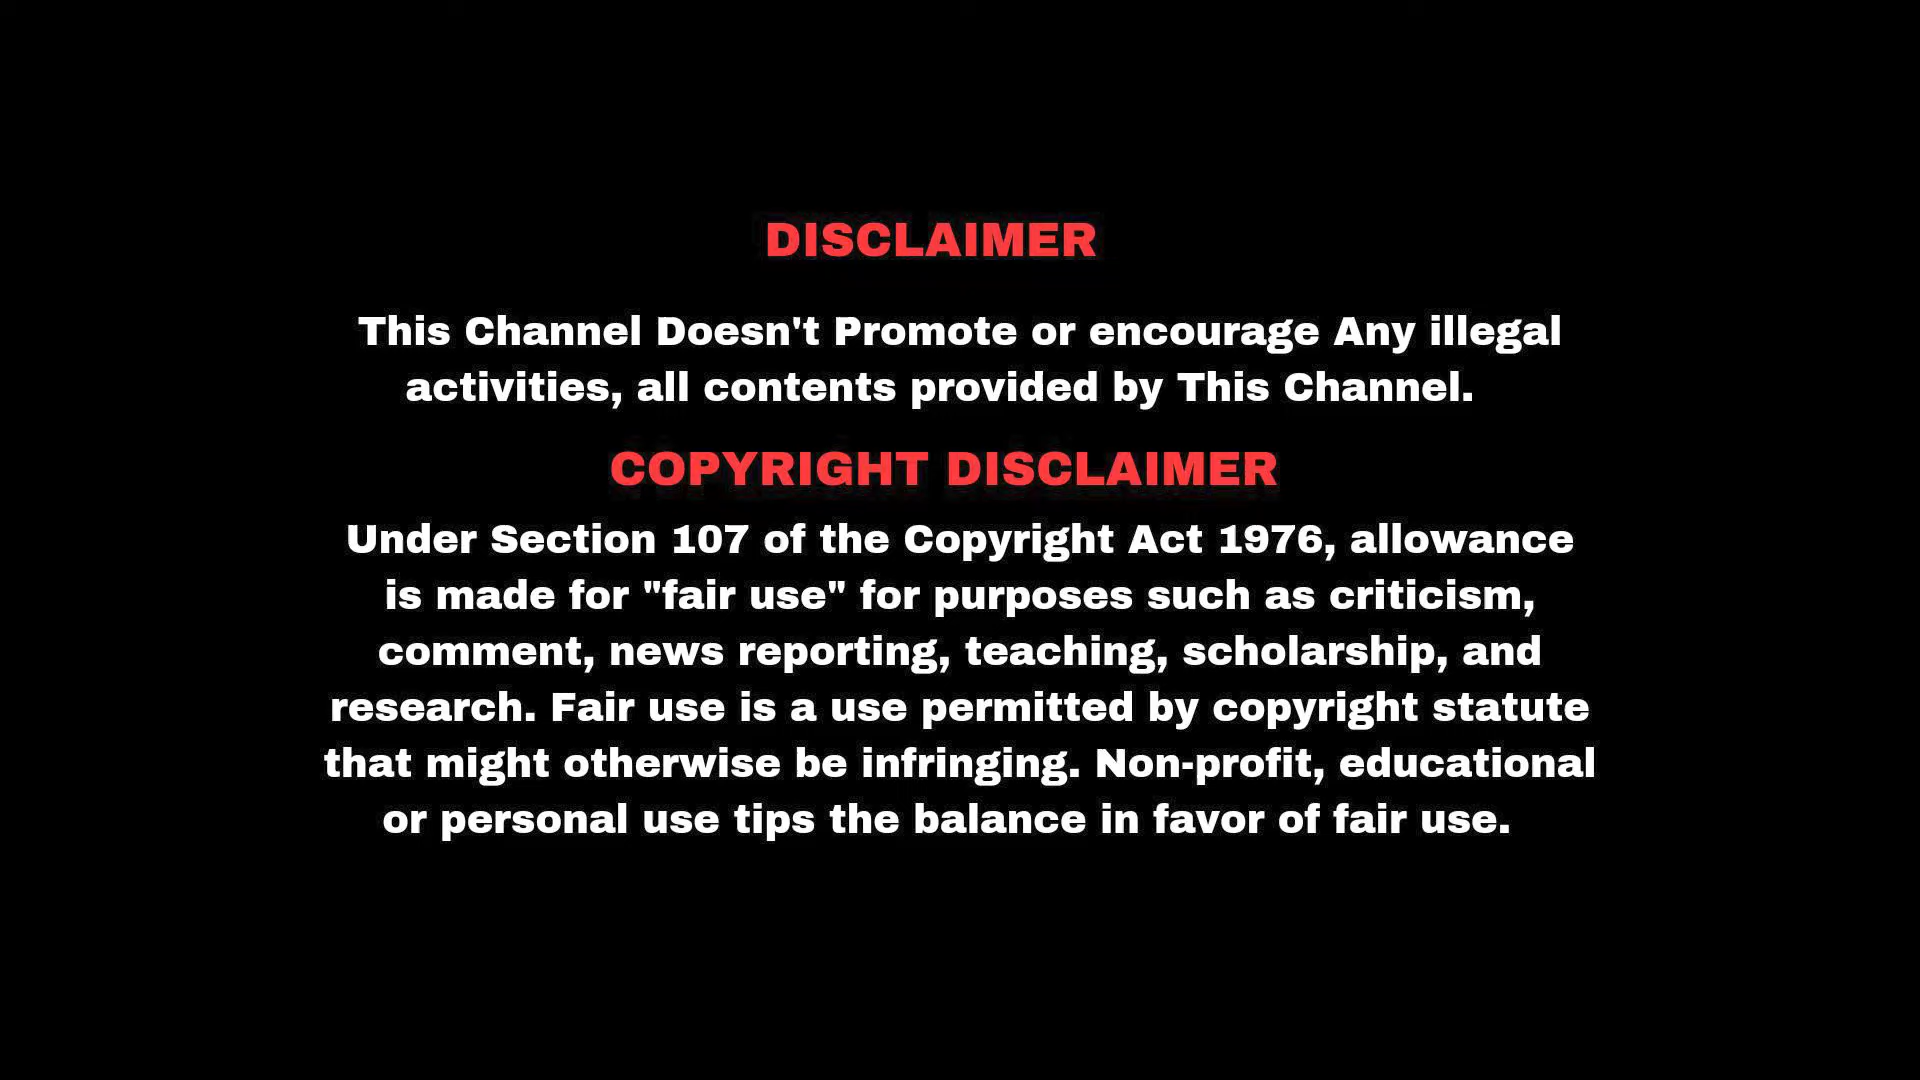 DISCLAIMER
This Channel Doesn't Promote or encourage Any illegal
activities, all contents provided by This Channel.
COPYRIGHT DISCLAIMER
Under Section 107 of the Copyright Act 1976, allowance
is made for "fair use" for purposes such as criticism,
comment, news reporting, teaching, scholarship, and
research. Fair use is a use permitted by copyright statute
that might otherwise be infringing. Non-profit, educational
or personal use tips the balance in favor of fair use.